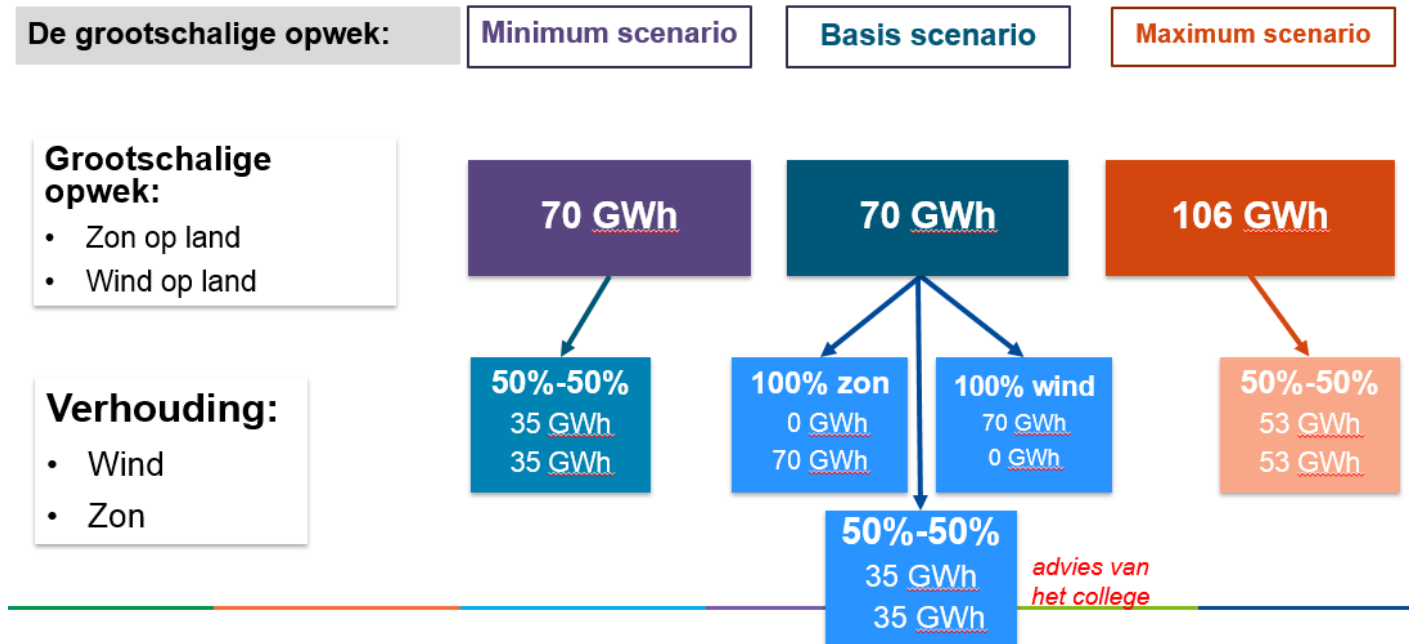 De grootschalige opwek:
Minimum scenario
Basis scenario
Maximum scenario
Grootschalige
opwek:
• Zon op land
• Wind op land
70 GWh
70 GWh
106 GWh
Verhouding:
• Wind
• Zon
50%-50%
35 GWh
35 GWh
100% zon
0 GWh
70 GWh
100% wind
70 GWh
0 GWh
50%-50%
53 GWh
53 GWh
50%-50%
35 GWh
35 GWh
advies van
het college